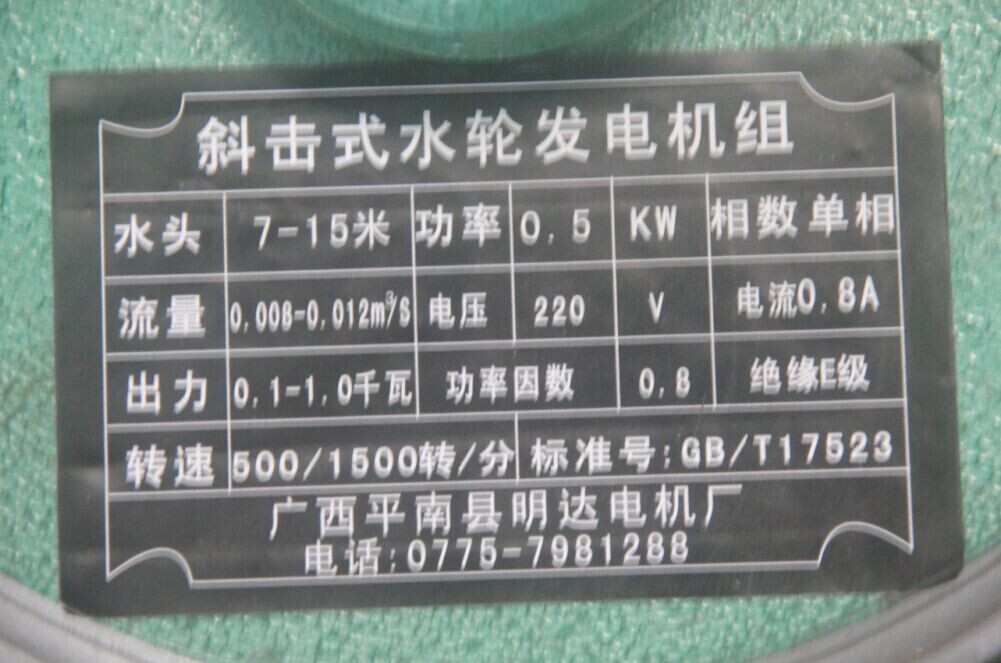 斜击式水轮发电机组
水头 7-15米 功率 0.5 KW 相数单相
流量 0.008-0.012m³/S 电压 220 V 电流0.8A
出力 0.1-1.0千瓦 功率因数 0.8 绝缘E级
转速 500/1500转/分 标准号:GB/T17523
广西平南县明达电机厂
电话:0775-7981288